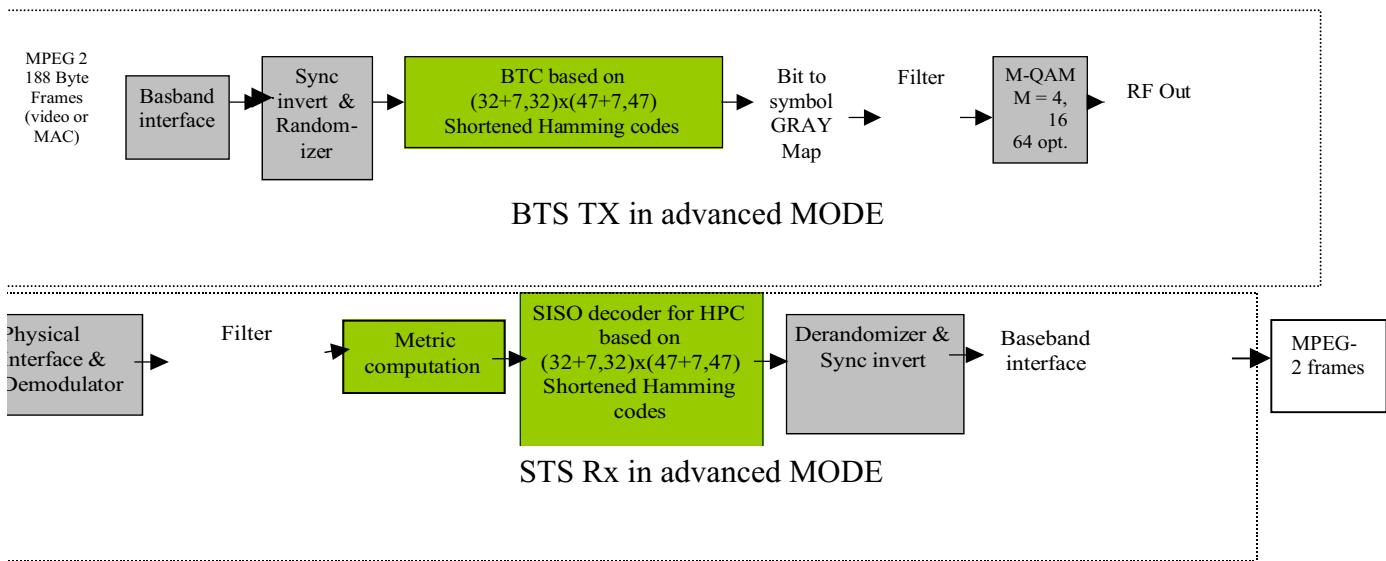 MPEG 2
188 Byte
Frames
(video or
MAC)
Basband
interface
Sync
invert &
Random-
izer
BTC based on
(32+7,32)x(47+7,47)
Shortened Hamming codes
Bit to
symbol
GRAY
Map
Filter
M-QAM
M = 4,
16
64 opt.
RF Out
BTS TX in advanced MODE
Physical
Interface &
Demodulator
Filter
Metric
computation
SISO decoder for HPC
based on
(32+7,32)x(47+7,47)
Shortened Hamming
codes
Derandomizer &
Sync invert
Baseband
interface
MPEG-
2 frames
STS Rx in advanced MODE